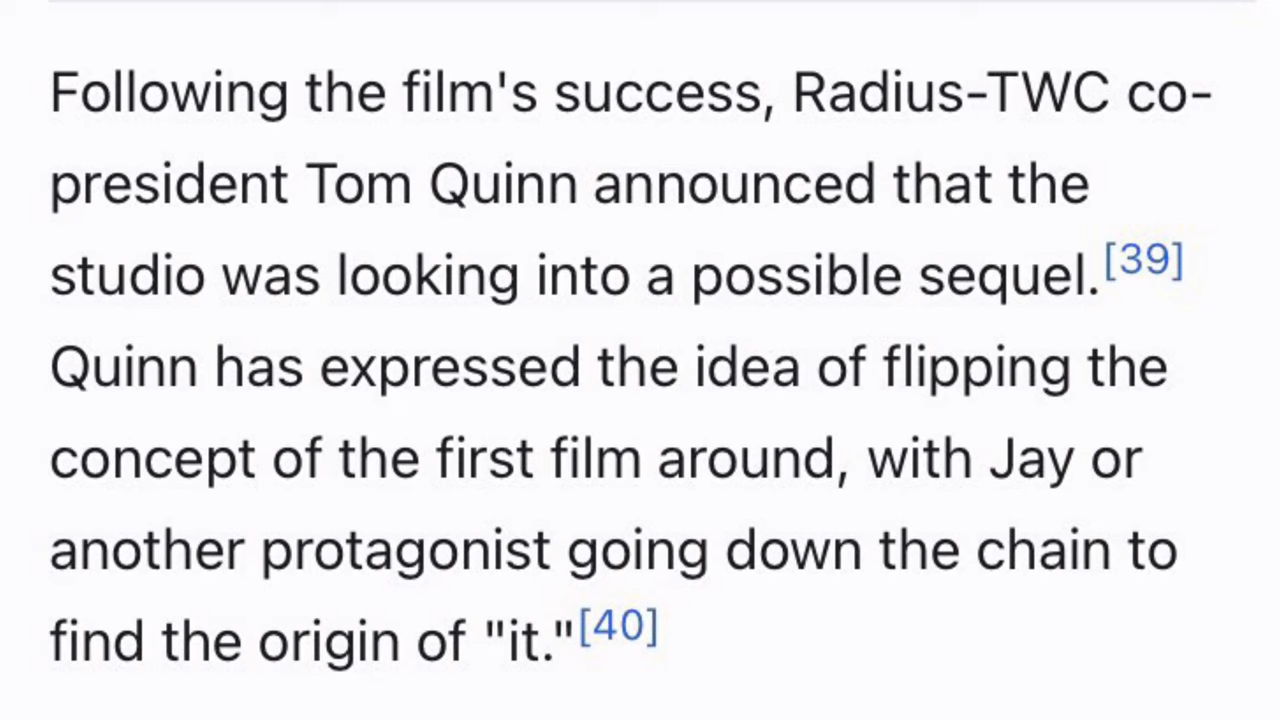 Following the film's success, Radius-TWC co-
president Tom Quinn announced that the
studio was looking into a possible sequel.[39]
Quinn has expressed the idea of flipping the
concept of the first film around, with Jay or
another protagonist going down the chain to
find the origin of "it."[40]